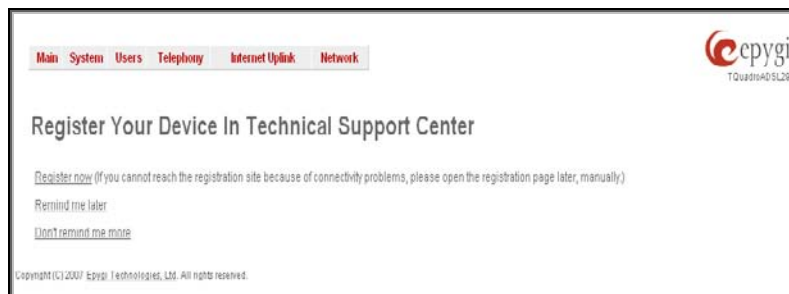 Main System Users Telephony Internet Uplink Network
epygi
TQuadroADSL29
Register Your Device In Technical Support Center
Register now (If you cannot reach the registration site because of connectivity problems, please open the registration page later, manually.)
Remind me later
Don't remind me more
Copyright (C) 2007 Epygi Technologies, Ltd. All rights reserved.